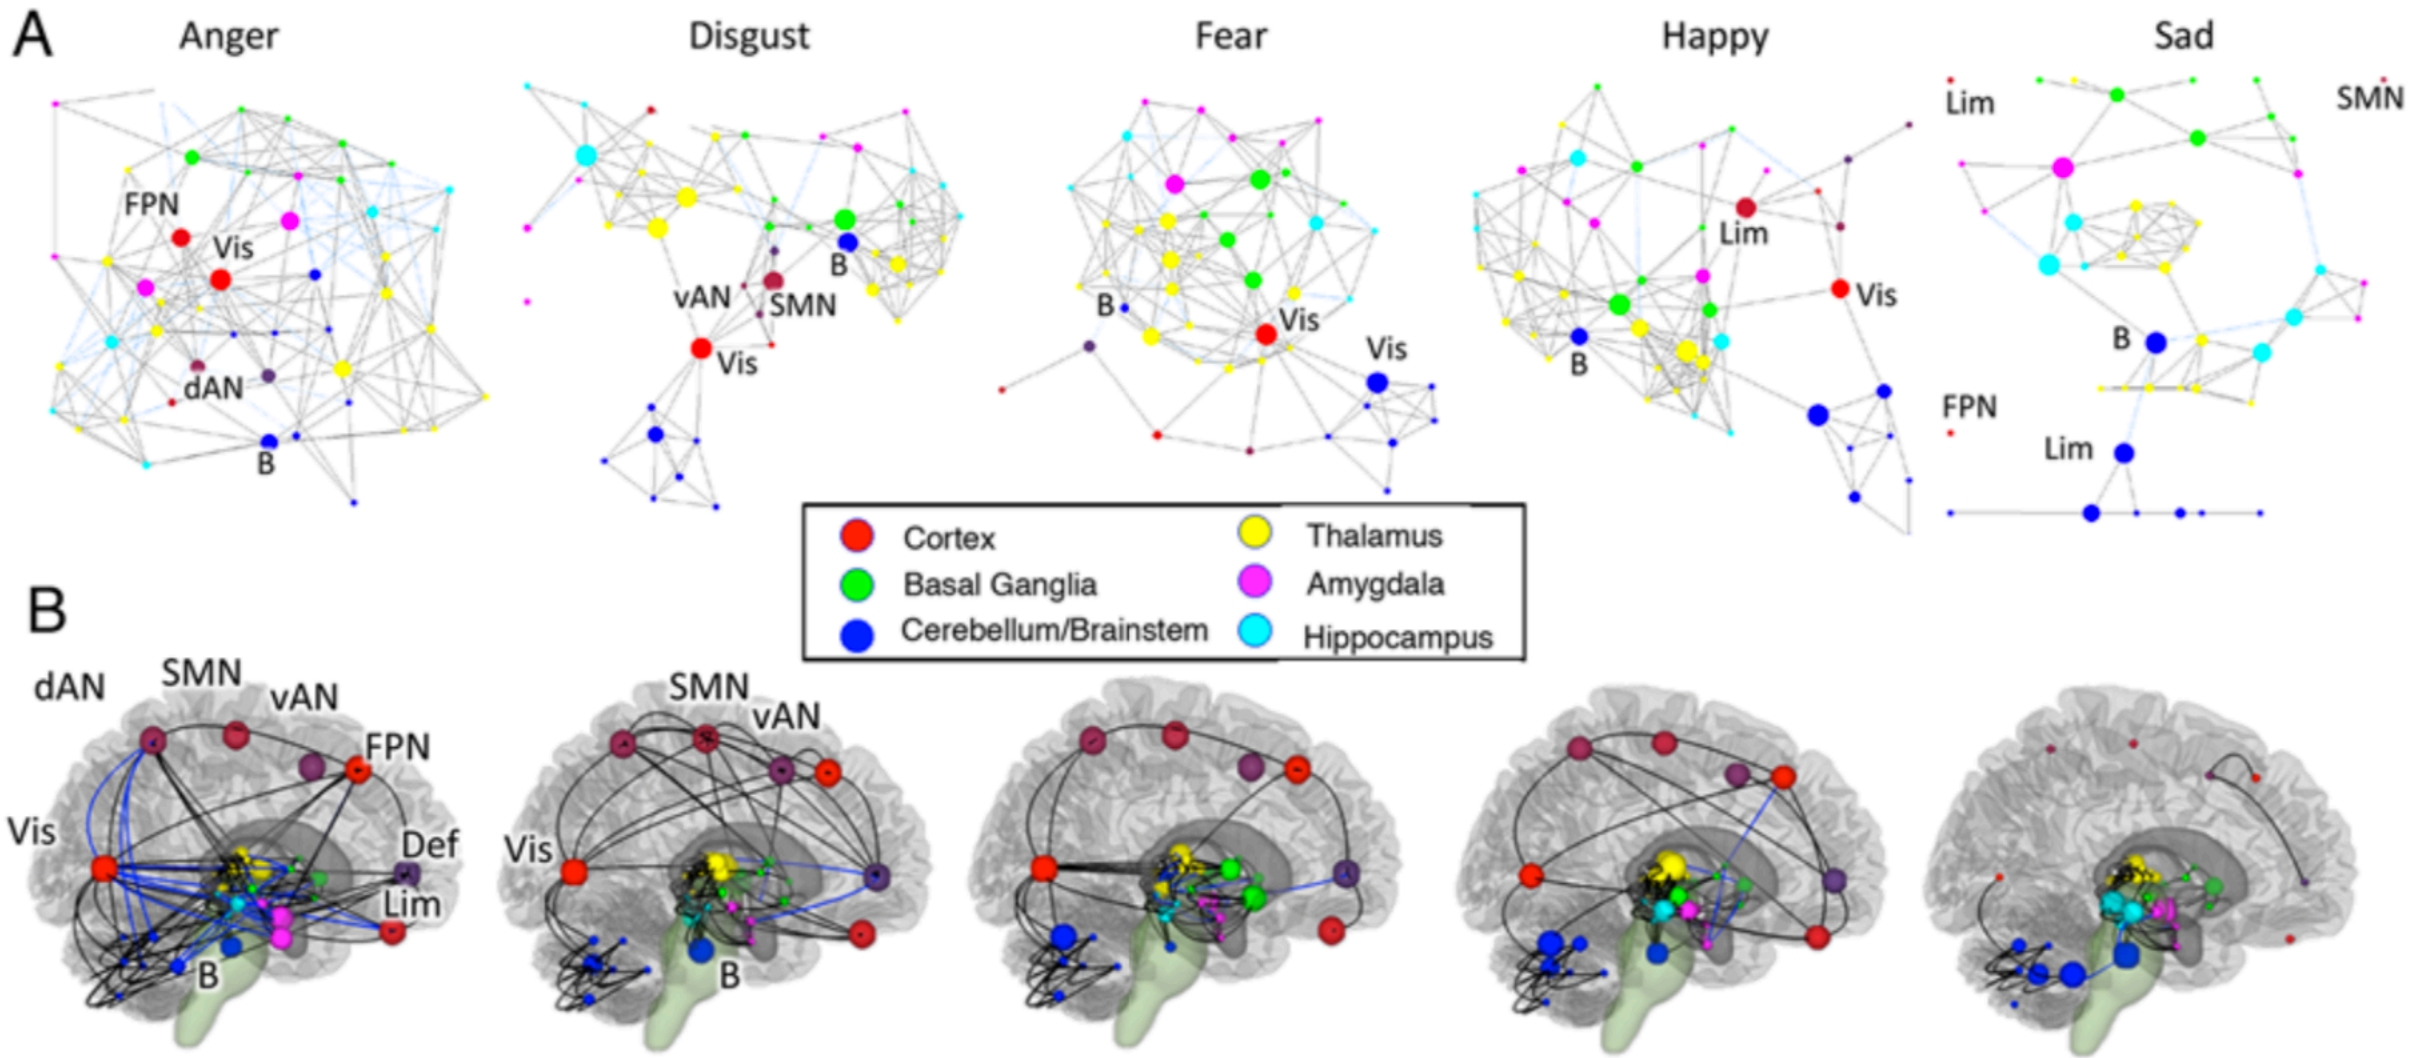 A
Anger
Disgust
Fear
Happy
Sad
FPN
Vis
dAN
B
vAN
SMN
B
Vis
B
Vis
Vis
Lim
Vis
B
Lim
SMN
B
FPN
Lim
Cortex
Thalamus
Basal Ganglia
Amygdala
Cerebellum/Brainstem
Hippocampus
B
dAN
SMN
vAN
FPN
Vis
Def
Lim
B
SMN
vAN
Vis
B